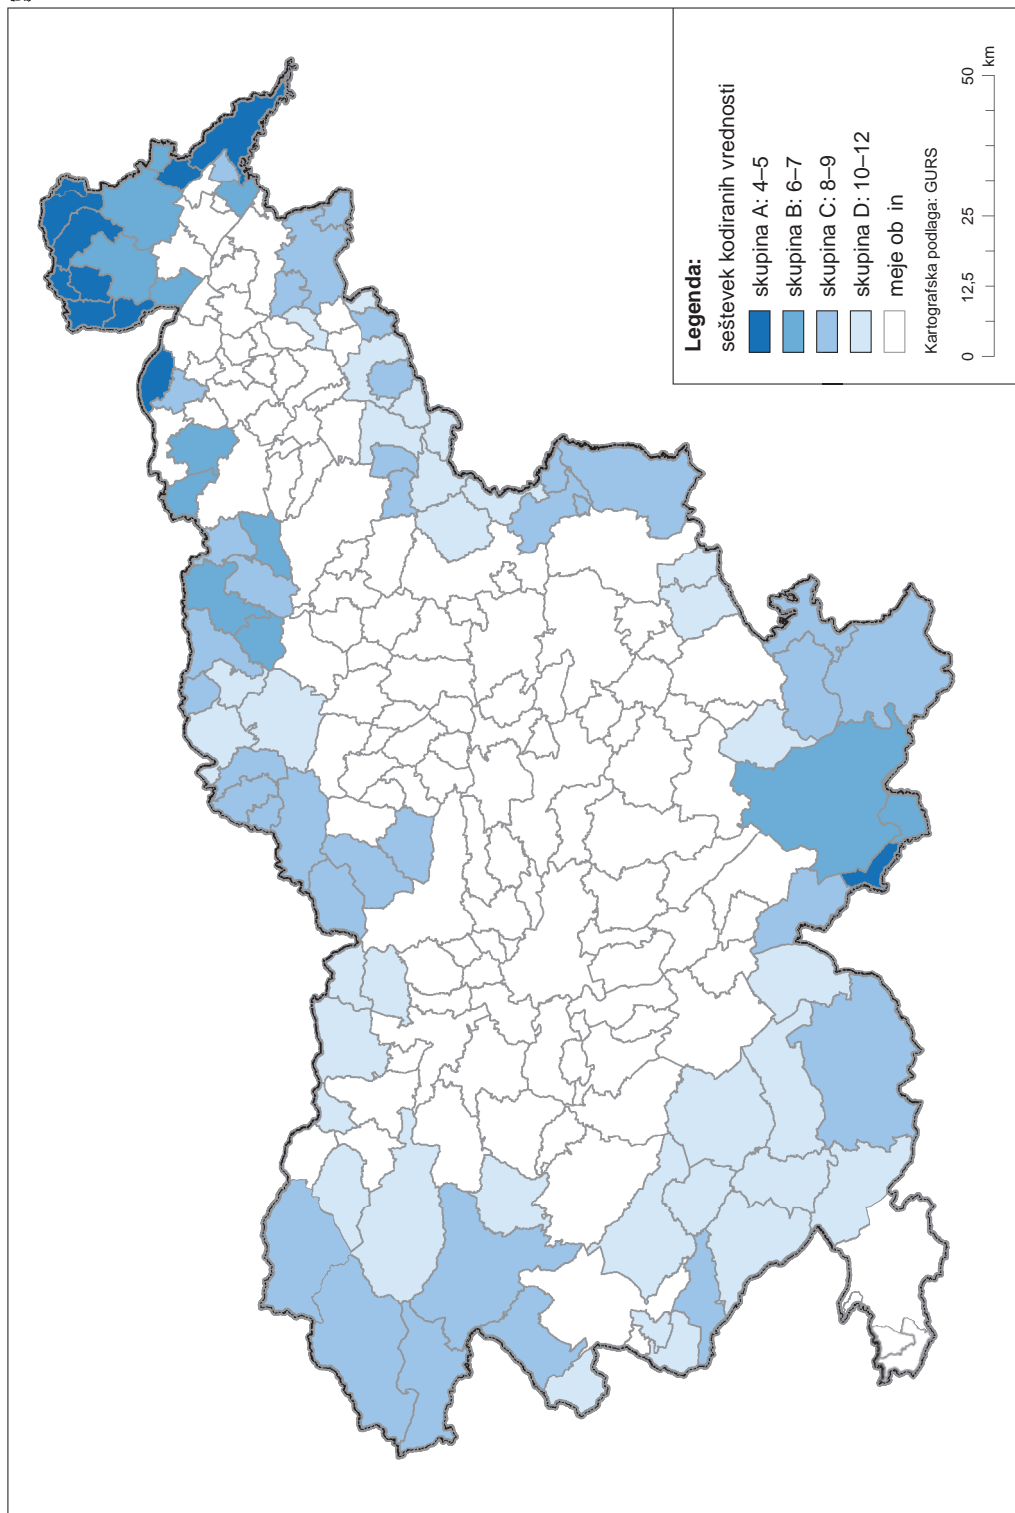 Legenda:
seštevek kodiranih vrednosti
skupina A: 4–5
skupina B: 6–7
skupina C: 8–9
skupina D: 10–12
meje ob in
Kartografska podlaga: GURS
0 12,5 25 50
km